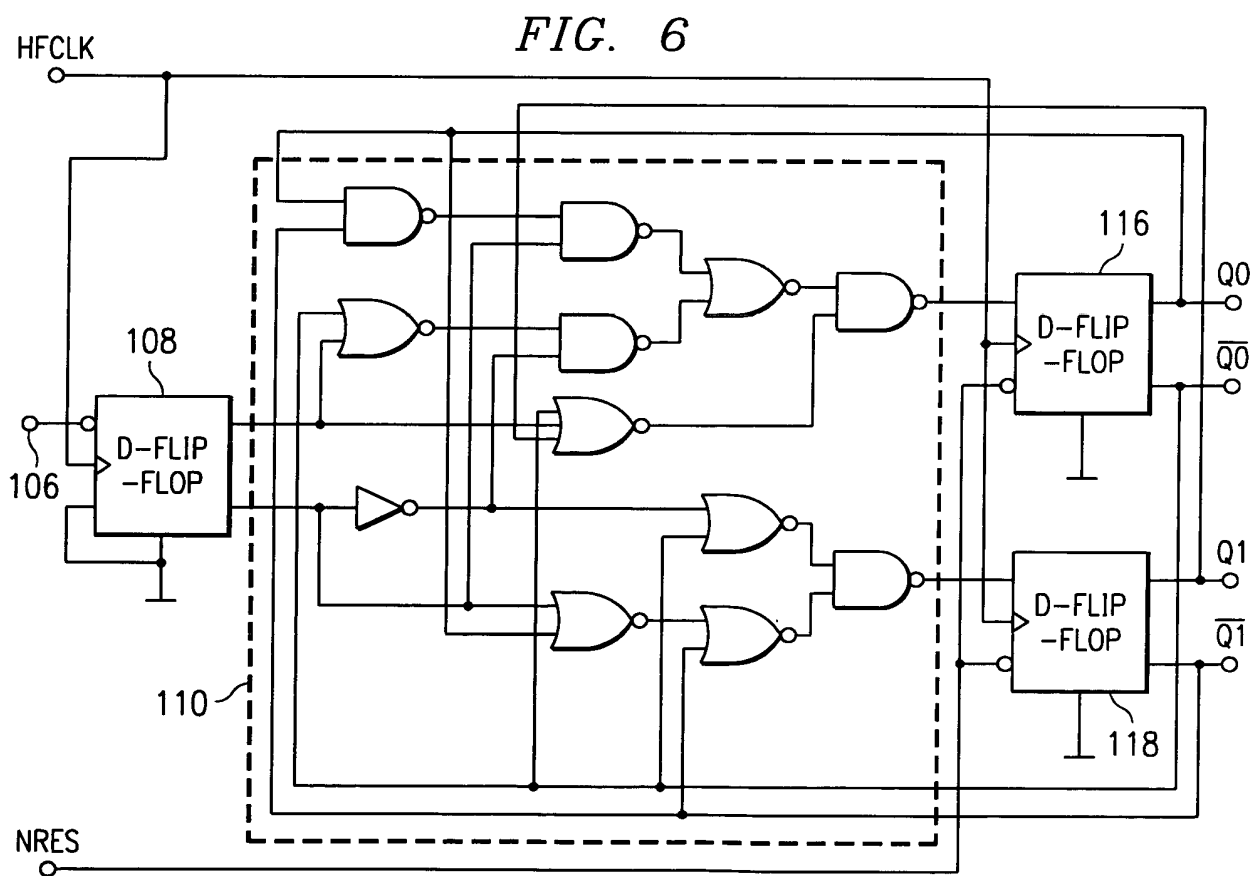 FIG. 6
HFCLK
116
Q0
D-FLIP
-FLOP
Q0
108
D-FLIP
-FLOP
106
Q1
D-FLIP
-FLOP
Q1
110
118
NRES